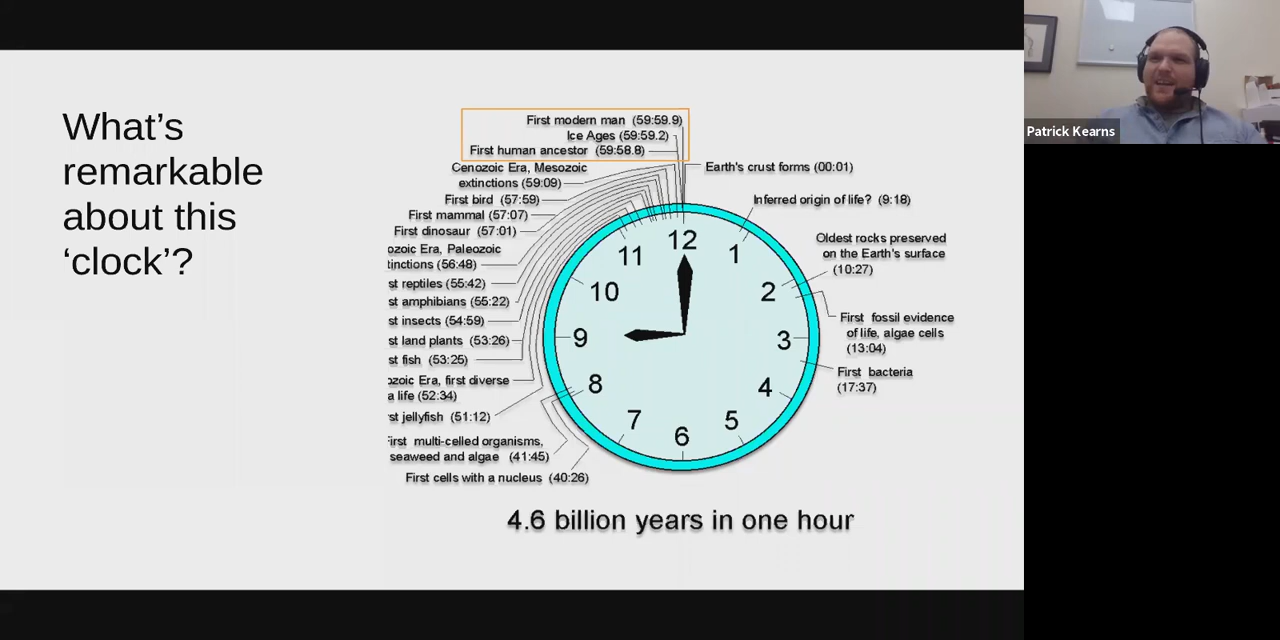 What's
remarkable
about this
'clock'?
First modern man (59:59.9)
Ice Ages (59:59.2)
First human ancestor (59:58.8)
Cenozoic Era, Mesozoic
extinctions (59:09)
First bird (57:59)
First mammal (57:07)
First dinosaur (57:01)
ozoic Era, Paleozoic
tinctions (56:48)
st reptiles (55:42)
st amphibians (55:22)
st insects (54:59)
st land plants (53:26)
st fish (53:25)
ozoic Era, first diverse
a life (52:34)
st jellyfish (51:12)
irst multi-celled organisms,
seaweed and algae (41:45)
First cells with a nucleus (40:26)
Earth's crust forms (00:01)
Inferred origin of life? (9:18)
Oldest rocks preserved
on the Earth's surface
(10:27)
First fossil evidence
of life, algae cells
(13:04)
First bacteria
(17:37)
12
1
2
3
4
5
6
7
8
9
10
11
4.6 billion years in one hour
Patrick Kearns